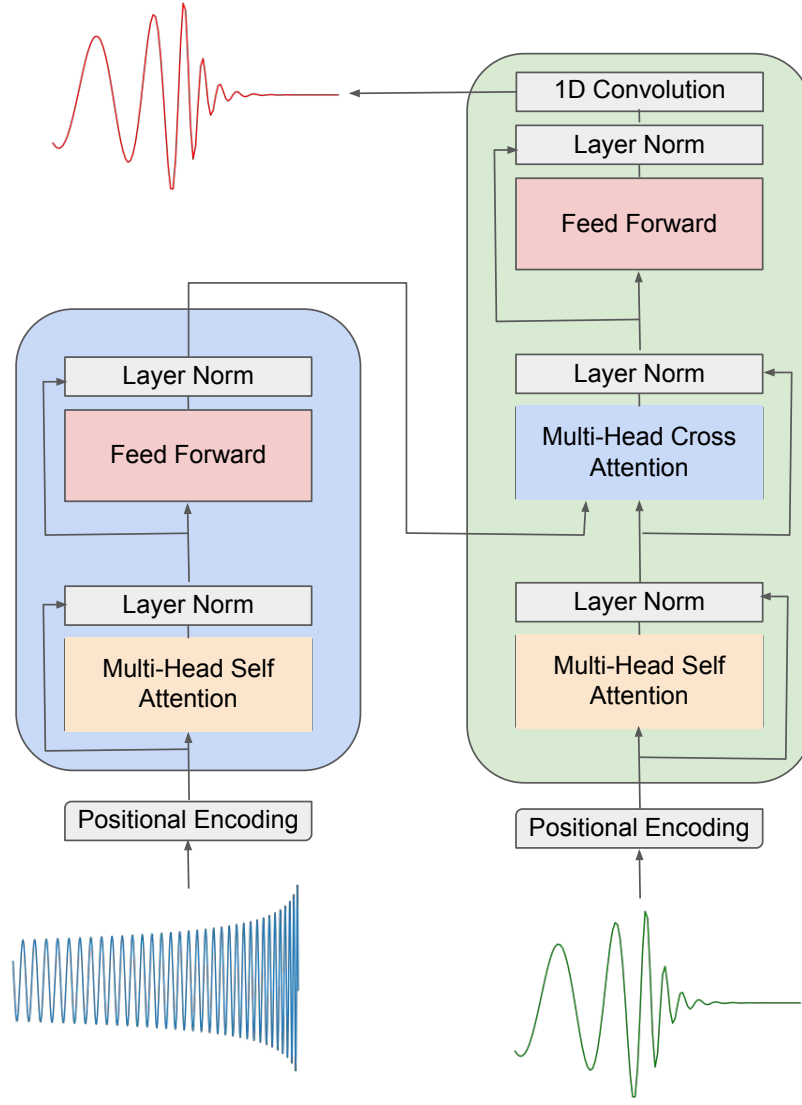 1D Convolution
Layer Norm
Feed Forward
Layer Norm
Multi-Head Cross
Attention
Layer Norm
Multi-Head Self
Attention
Positional Encoding
Layer Norm
Feed Forward
Layer Norm
Multi-Head Self
Attention
Positional Encoding